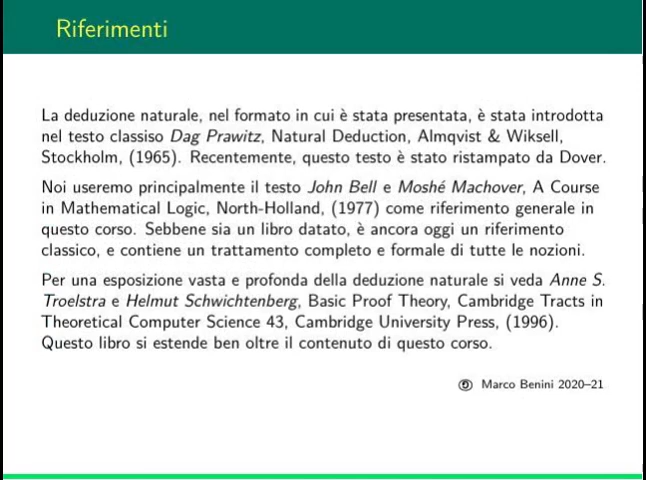 Riferimenti
La deduzione naturale, nel formato in cui è stata presentata, è stata introdotta
nel testo classiso Dag Prawitz, Natural Deduction, Almqvist & Wiksell,
Stockholm, (1965). Recentemente, questo testo è stato ristampato da Dover.
Noi useremo principalmente il testo John Bell e Moshé Machover, A Course
in Mathematical Logic, North-Holland, (1977) come riferimento generale in
questo corso. Sebbene sia un libro datato, è ancora oggi un riferimento
classico, e contiene un trattamento completo e formale di tutte le nozioni.
Per una esposizione vasta e profonda della deduzione naturale si veda Anne S.
Troelstra e Helmut Schwichtenberg, Basic Proof Theory, Cambridge Tracts in
Theoretical Computer Science 43, Cambridge University Press, (1996).
Questo libro si estende ben oltre il contenuto di questo corso.
Marco Benini 2020–21